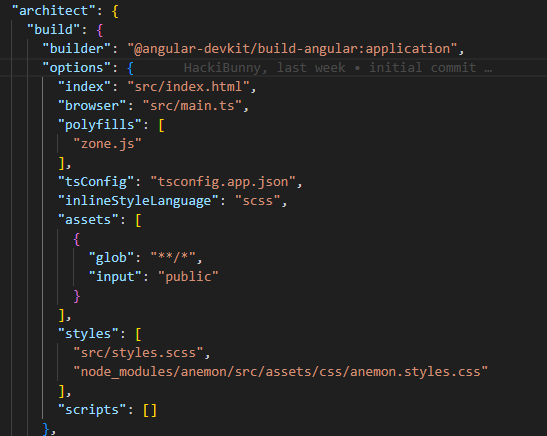 "architect": {
"build": {
"builder": "@angular-devkit/build-angular:application",
"options": { HackiBunny, last week • initial commit …
"index": "src/index.html",
"browser": "src/main.ts",
"polyfills": [
"zone.js"
],
"tsConfig": "tsconfig.app.json",
"inlineStyleLanguage": "scss",
"assets": [
{
"glob": "**/*",
"input": "public"
}
],
"styles": [
"src/styles.scss",
"node_modules/anemon/src/assets/css/anemon.styles.css"
],
"scripts": []
},